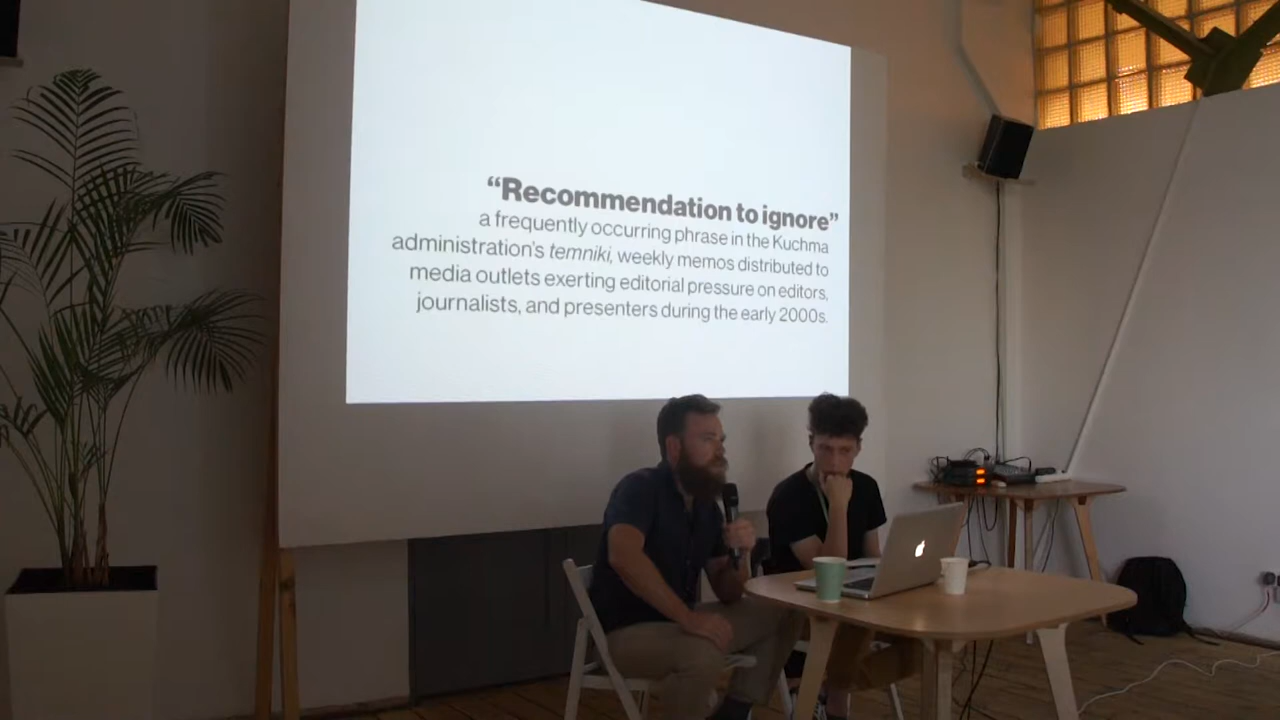 “Recommendation to ignore”
a frequently occurring phrase in the Kuchma
administration's temniki, weekly memos distributed to
media outlets exerting editorial pressure on editors,
journalists, and presenters during the early 2000s.